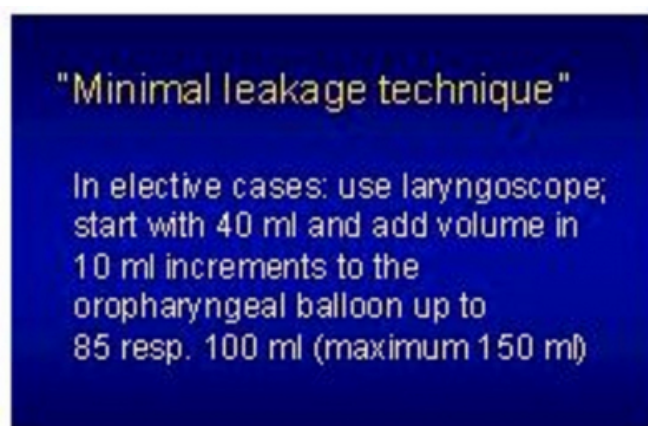 "Minimal leakage technique"
In elective cases: use laryngoscope;
start with 40 ml and add volume in
10 ml increments to the
oropharyngeal balloon up to
85 resp. 100 ml (maximum 150 ml)